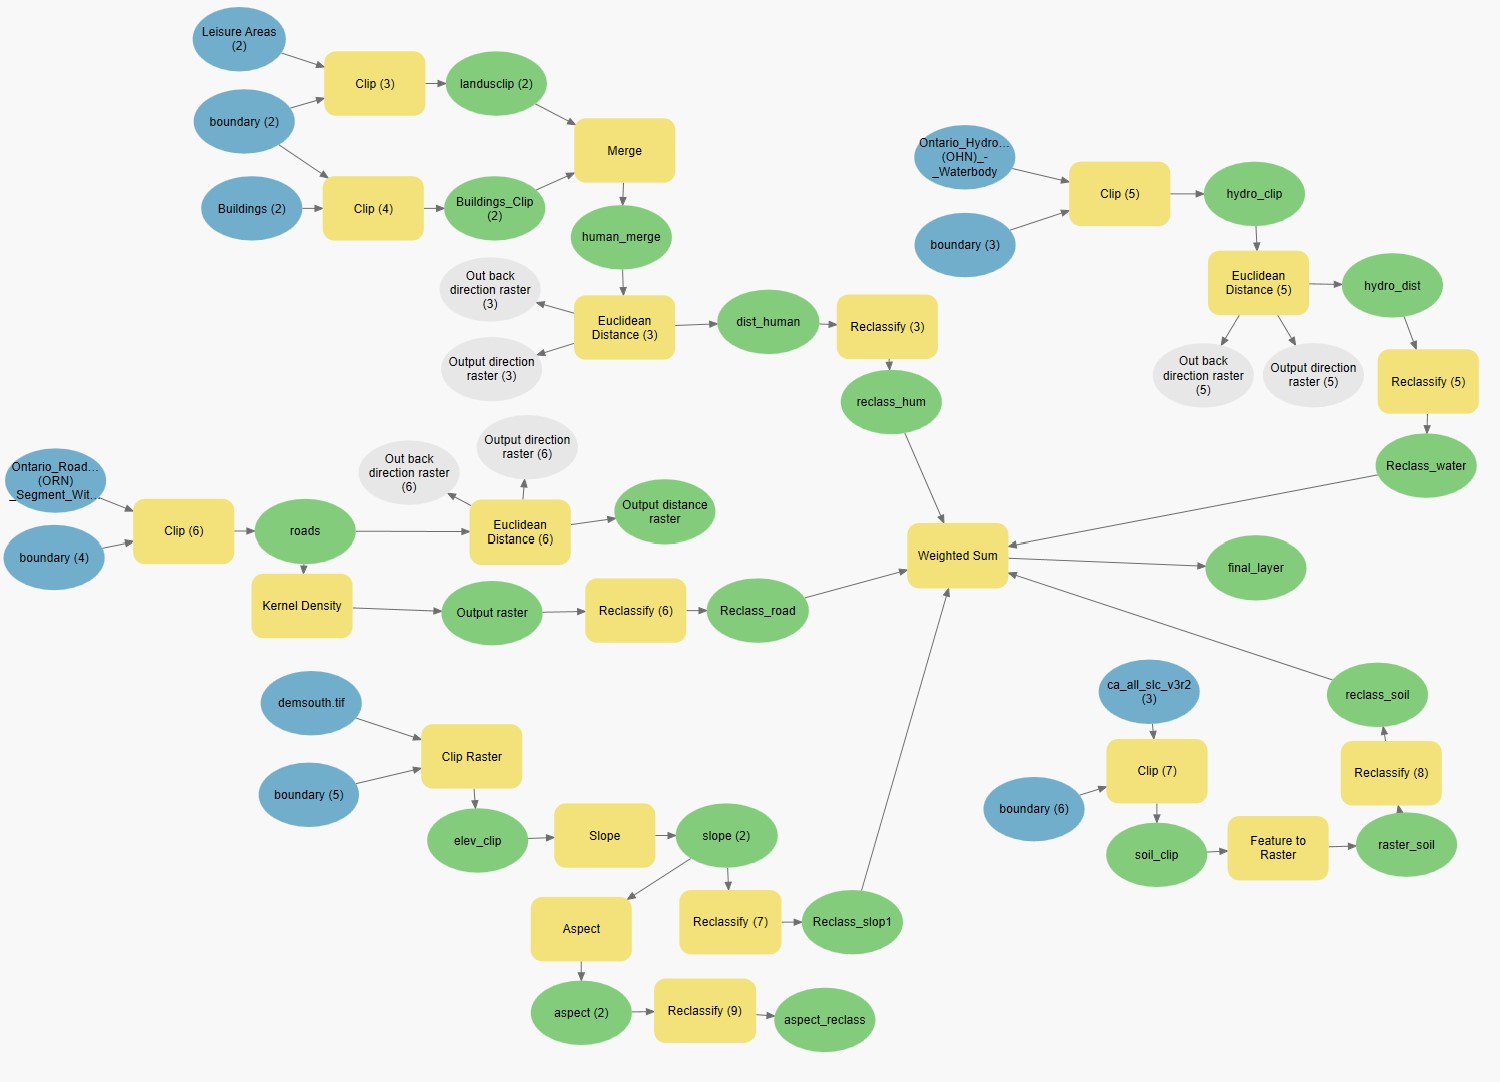 Leisure Areas
(2)
Clip (3)
landusclip (2)
boundary (2)
Merge
Buildings (2)
Clip (4)
Buildings_Clip
(2)
human_merge
Out back
direction raster
(3)
Euclidean
Distance (3)
Output direction
raster (3)
dist_human
Reclassify (3)
reclass_hum
Ontario_Hydro...
(OHN)_-
_Waterbody
Clip (5)
hydro_clip
boundary (3)
Euclidean
Distance (5)
hydro_dist
Out back
direction raster
(5)
Output direction
raster (5)
Reclassify (5)
Reclass_water
Ontario_Road...
(ORN)
_Segment_Wit...
boundary (4)
Clip (6)
roads
Out back
direction raster
(6)
Output direction
raster (6)
Euclidean
Distance (6)
Output distance
raster
Kernel Density
Output raster
Reclassify (6)
Reclass_road
Weighted Sum
final_layer
demsouth.tif
boundary (5)
Clip Raster
elev_clip
Slope
slope (2)
Aspect
Reclassify (7)
Reclass_slop1
aspect (2)
Reclassify (9)
aspect_reclass
ca_all_slc_v3r2
(3)
boundary (6)
Clip (7)
soil_clip
Feature to
Raster
raster_soil
Reclassify (8)
reclass_soil